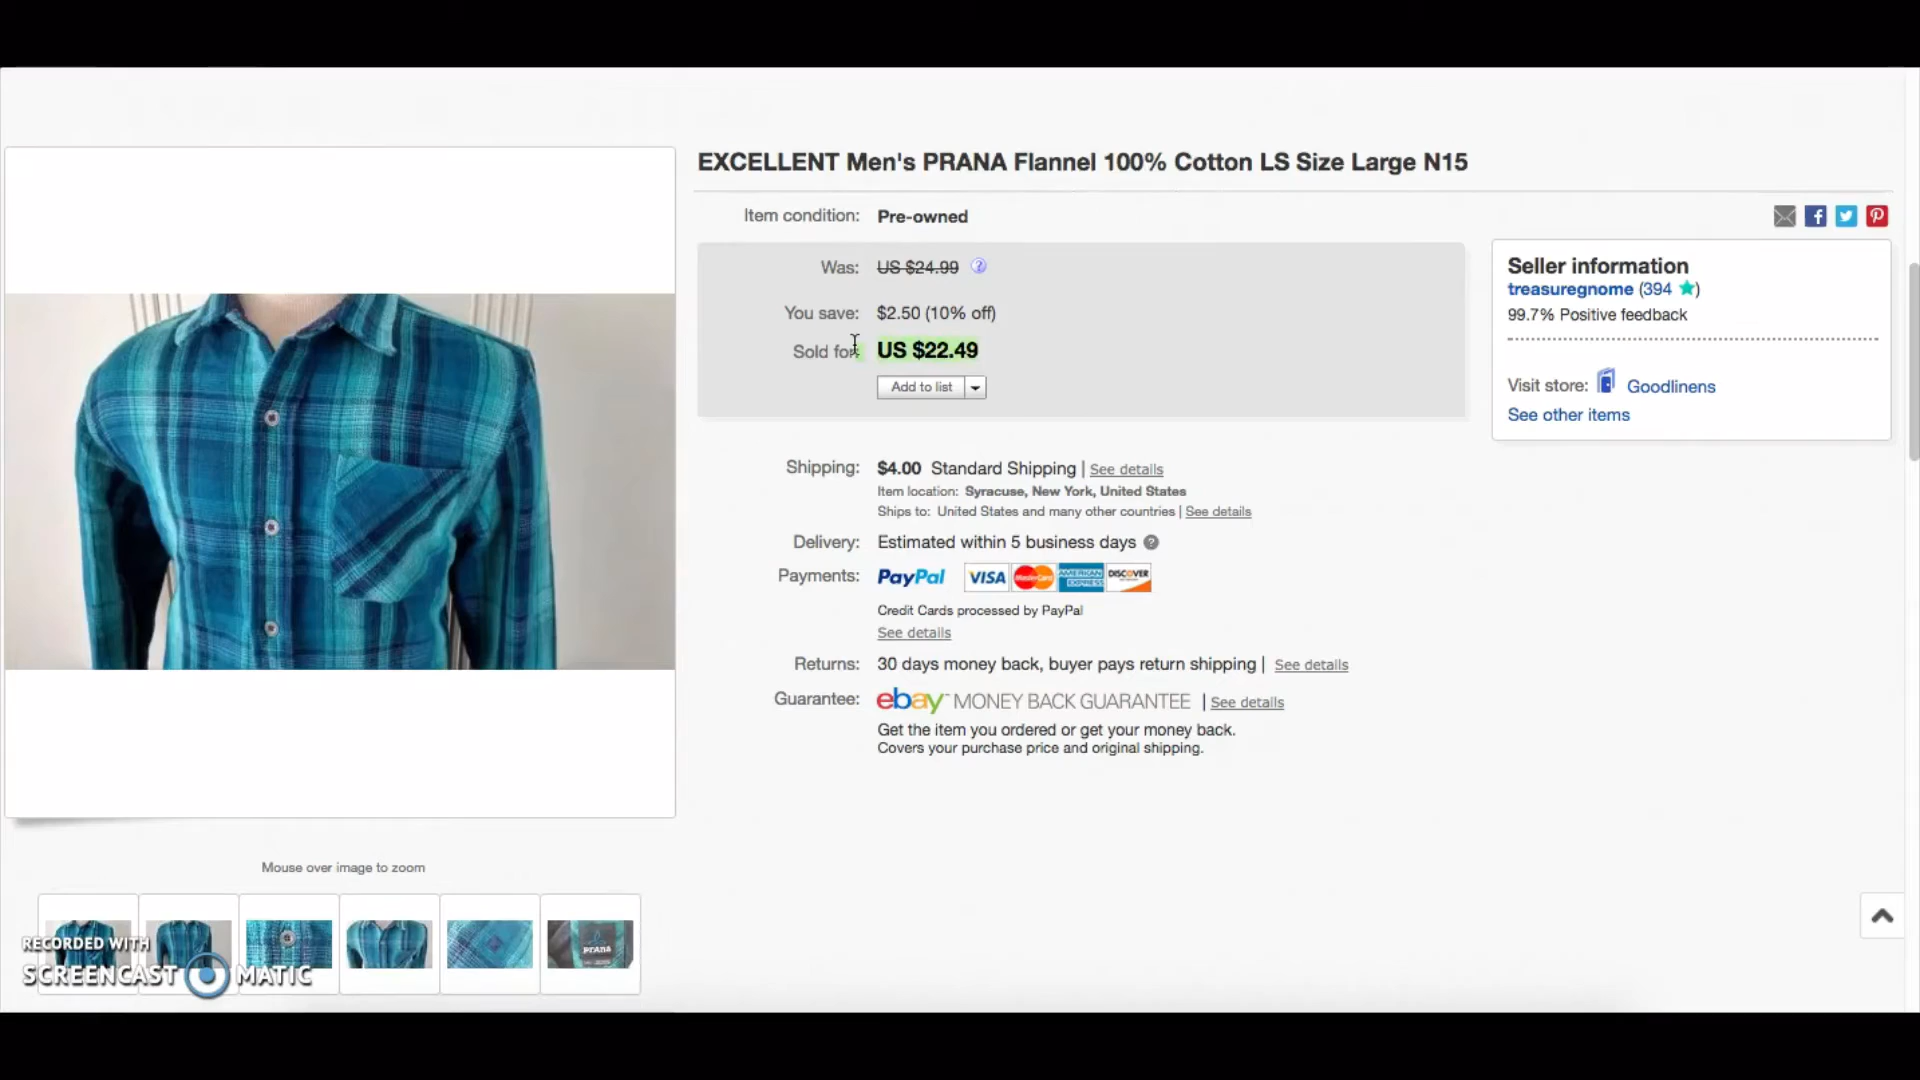 EXCELLENT Men's PRANA Flannel 100% Cotton LS Size Large N15
Item condition: Pre-owned
Was: US $24.99 ?
You save: $2.50 (10% off)
Sold for: US $22.49
Add to list
Seller information
treasuregnome (394 ★)
99.7% Positive feedback
Visit store: Goodlinens
See other items
Shipping: $4.00 Standard Shipping | See details
Item location: Syracuse, New York, United States
Ships to: United States and many other countries | See details
Delivery: Estimated within 5 business days ?
Payments: PayPal VISA MasterCard AMERICAN EXPRESS DISCOVER
Credit Cards processed by PayPal
See details
Returns: 30 days money back, buyer pays return shipping | See details
Guarantee: ebay™ MONEY BACK GUARANTEE | See details
Get the item you ordered or get your money back.
Covers your purchase price and original shipping.
Mouse over image to zoom
prAna
RECORDED WITH
SCREENCAST MATIC